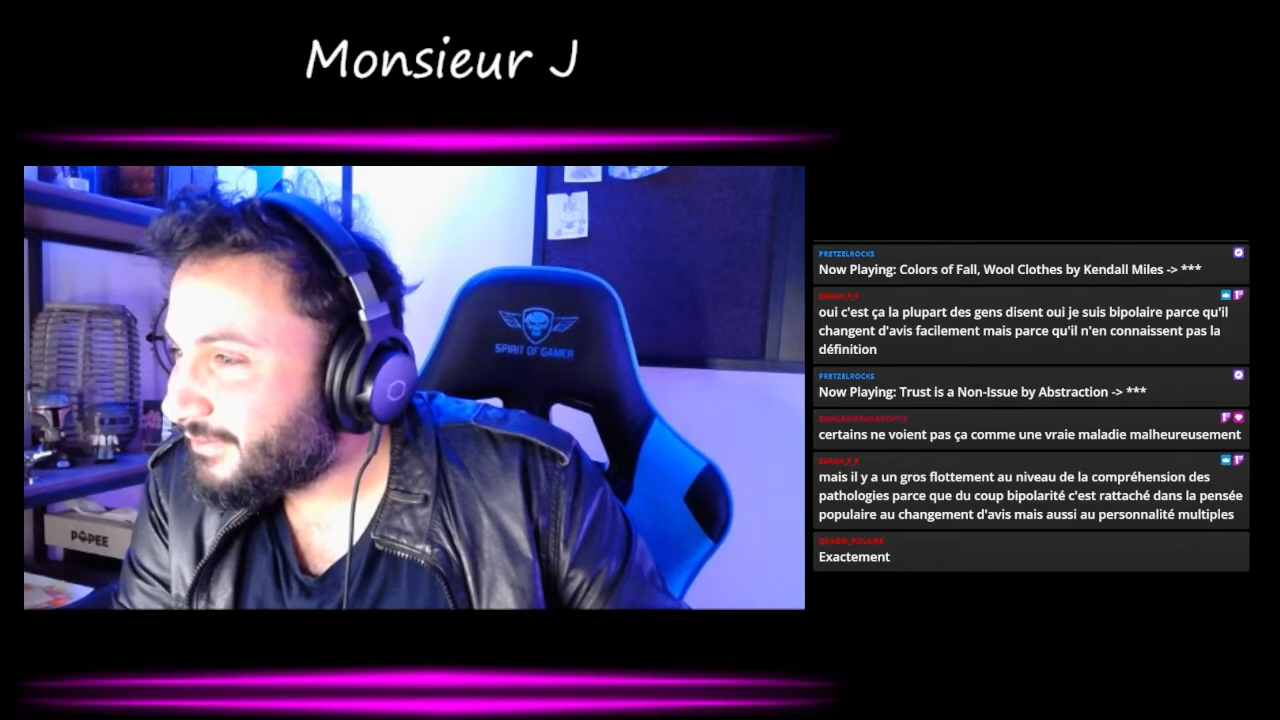 Monsieur J
SPIRIT OF GAMER
POPEE
PRETZELROCKS
Now Playing: Colors of Fall, Wool Clothes by Kendall Miles -> ***
oui c'est ça la plupart des gens disent oui je suis bipolaire parce qu'il
changent d'avis facilement mais parce qu'il n'en connaissent pas la
définition
PRETZELROCKS
Now Playing: Trust is a Non-Issue by Abstraction -> ***
certains ne voient pas ça comme une vraie maladie malheureusement
mais il y a un gros flottement au niveau de la compréhension des
pathologies parce que du coup bipolarité c'est rattaché dans la pensée
populaire au changement d'avis mais aussi au personnalité multiples
Exactement